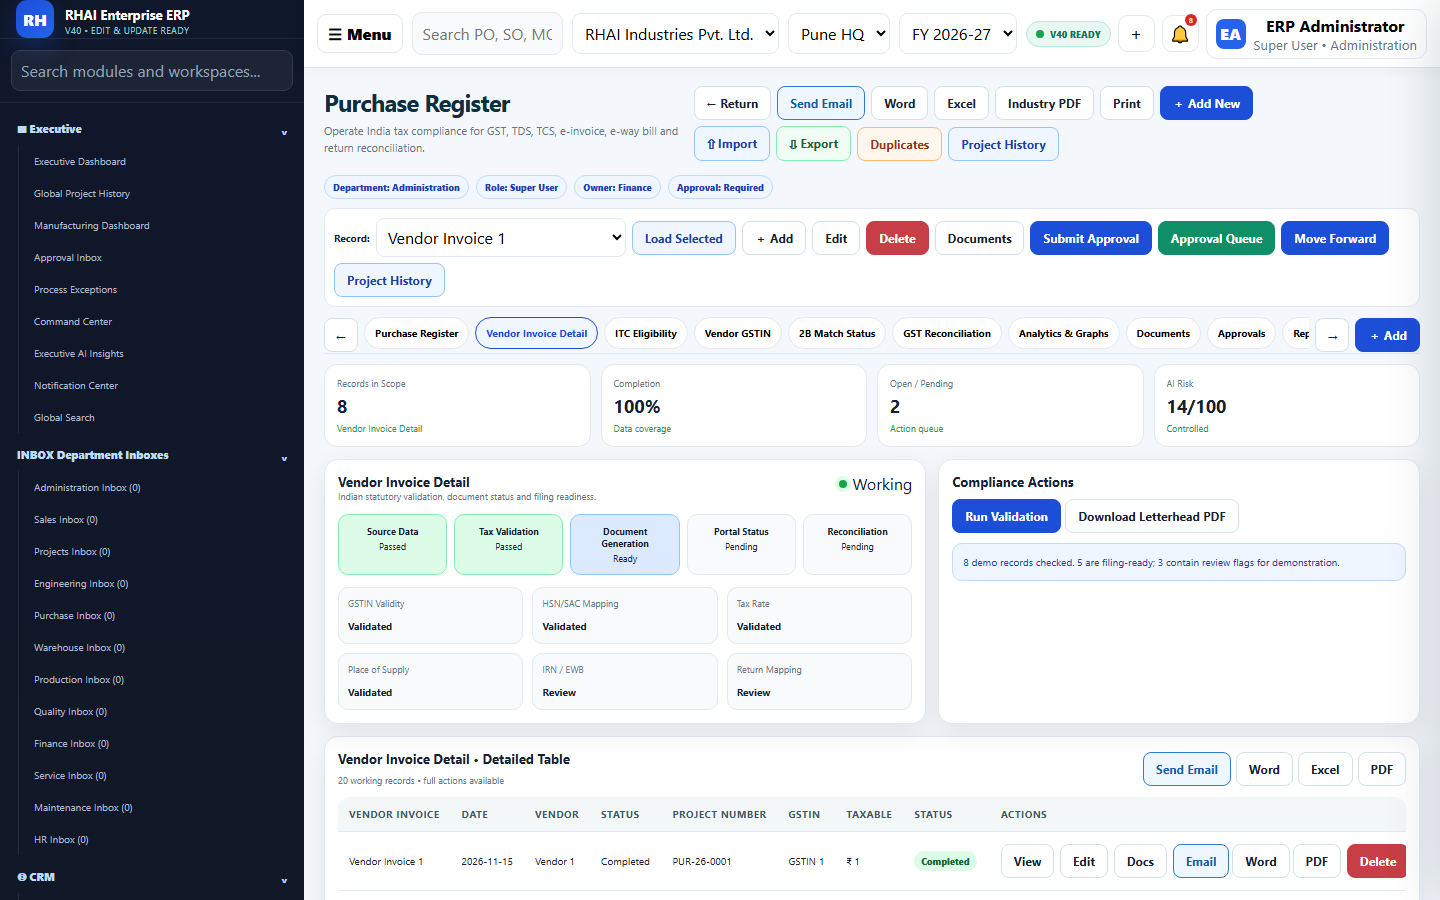 RH
RHAI Enterprise ERP
V40 • EDIT & UPDATE READY
Search modules and workspaces...
Executive
Executive Dashboard
Global Project History
Manufacturing Dashboard
Approval Inbox
Process Exceptions
Command Center
Executive AI Insights
Notification Center
Global Search
INBOX Department Inboxes
Administration Inbox (0)
Sales Inbox (0)
Projects Inbox (0)
Engineering Inbox (0)
Purchase Inbox (0)
Warehouse Inbox (0)
Production Inbox (0)
Quality Inbox (0)
Finance Inbox (0)
Service Inbox (0)
Maintenance Inbox (0)
HR Inbox (0)
CRM
☰ Menu
Search PO, SO, MO
RHAI Industries Pvt. Ltd.
Pune HQ
FY 2026-27
V40 READY
+
8
EA
ERP Administrator
Super User • Administration
Purchase Register
Operate India tax compliance for GST, TDS, TCS, e-invoice, e-way bill and
return reconciliation.
← Return
Send Email
Word
Excel
Industry PDF
Print
+ Add New
⇧ Import
⇩ Export
Duplicates
Project History
Department: Administration
Role: Super User
Owner: Finance
Approval: Required
Record:
Vendor Invoice 1
Load Selected
+ Add
Edit
Delete
Documents
Submit Approval
Approval Queue
Move Forward
Project History
←
Purchase Register
Vendor Invoice Detail
ITC Eligibility
Vendor GSTIN
2B Match Status
GST Reconciliation
Analytics & Graphs
Documents
Approvals
Rep
→
+ Add
Records in Scope
8
Vendor Invoice Detail
Completion
100%
Data coverage
Open / Pending
2
Action queue
AI Risk
14/100
Controlled
Vendor Invoice Detail
Indian statutory validation, document status and filing readiness.
Working
Source Data
Passed
Tax Validation
Passed
Document
Generation
Ready
Portal Status
Pending
Reconciliation
Pending
GSTIN Validity
Validated
HSN/SAC Mapping
Validated
Tax Rate
Validated
Place of Supply
Validated
IRN / EWB
Review
Return Mapping
Review
Compliance Actions
Run Validation
Download Letterhead PDF
8 demo records checked. 5 are filing-ready; 3 contain review flags for demonstration.
Vendor Invoice Detail • Detailed Table
20 working records • full actions available
Send Email
Word
Excel
PDF
VENDOR INVOICE DATE VENDOR STATUS PROJECT NUMBER GSTIN TAXABLE STATUS ACTIONS
Vendor Invoice 1 2026-11-15 Vendor 1 Completed PUR-26-0001 GSTIN 1 ₹ 1 Completed View Edit Docs Email Word PDF Delete